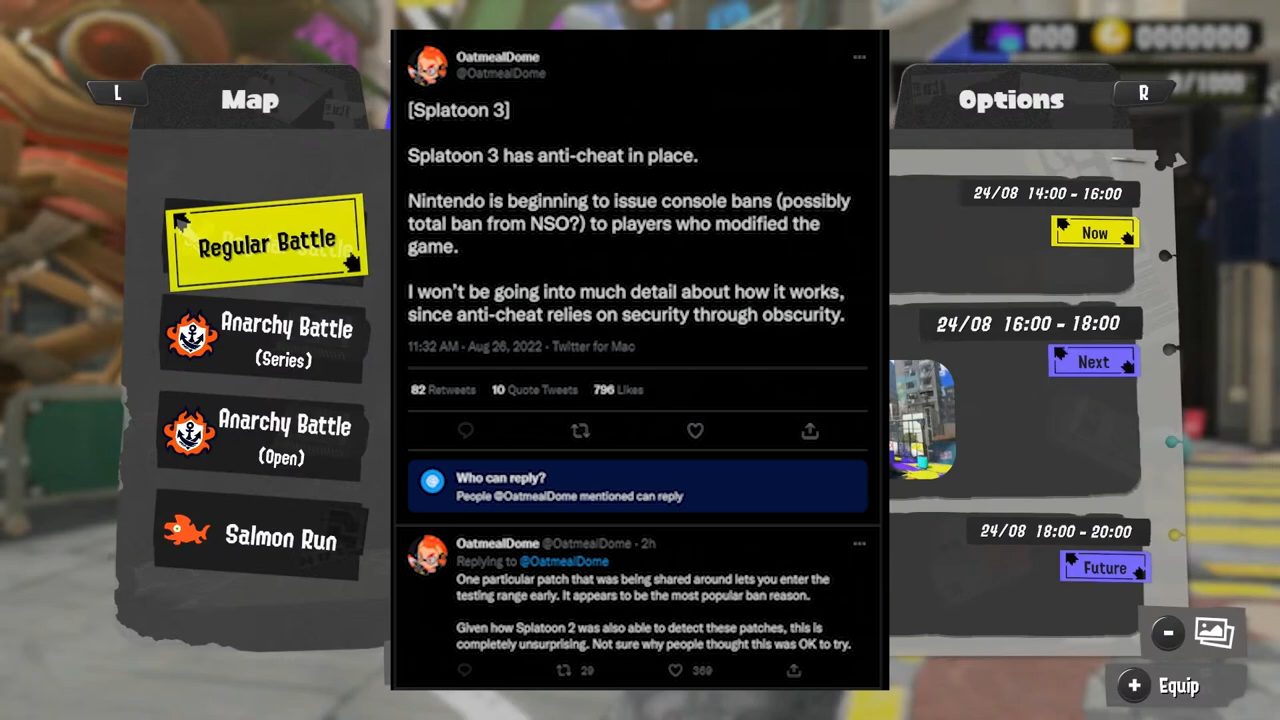 L
Map
Regular Battle
Anarchy Battle
(Series)
Anarchy Battle
(Open)
Salmon Run
OatmealDome
@OatmealDome
[Splatoon 3]
Splatoon 3 has anti-cheat in place.
Nintendo is beginning to issue console bans (possibly
total ban from NSO?) to players who modified the
game.
I won't be going into much detail about how it works,
since anti-cheat relies on security through obscurity.
11:32 AM · Aug 26, 2022 · Twitter for Mac
82 Retweets 10 Quote Tweets 796 Likes
Who can reply?
People @OatmealDome mentioned can reply
OatmealDome @OatmealDome · 2h
Replying to @OatmealDome
One particular patch that was being shared around lets you enter the
testing range early. It appears to be the most popular ban reason.
Given how Splatoon 2 was also able to detect these patches, this is
completely unsurprising. Not sure why people thought this was OK to try.
29 369
000 0000000
Options
R
24/08 14:00 - 16:00
Now
24/08 16:00 - 18:00
Next
24/08 18:00 - 20:00
Future
-
+ Equip